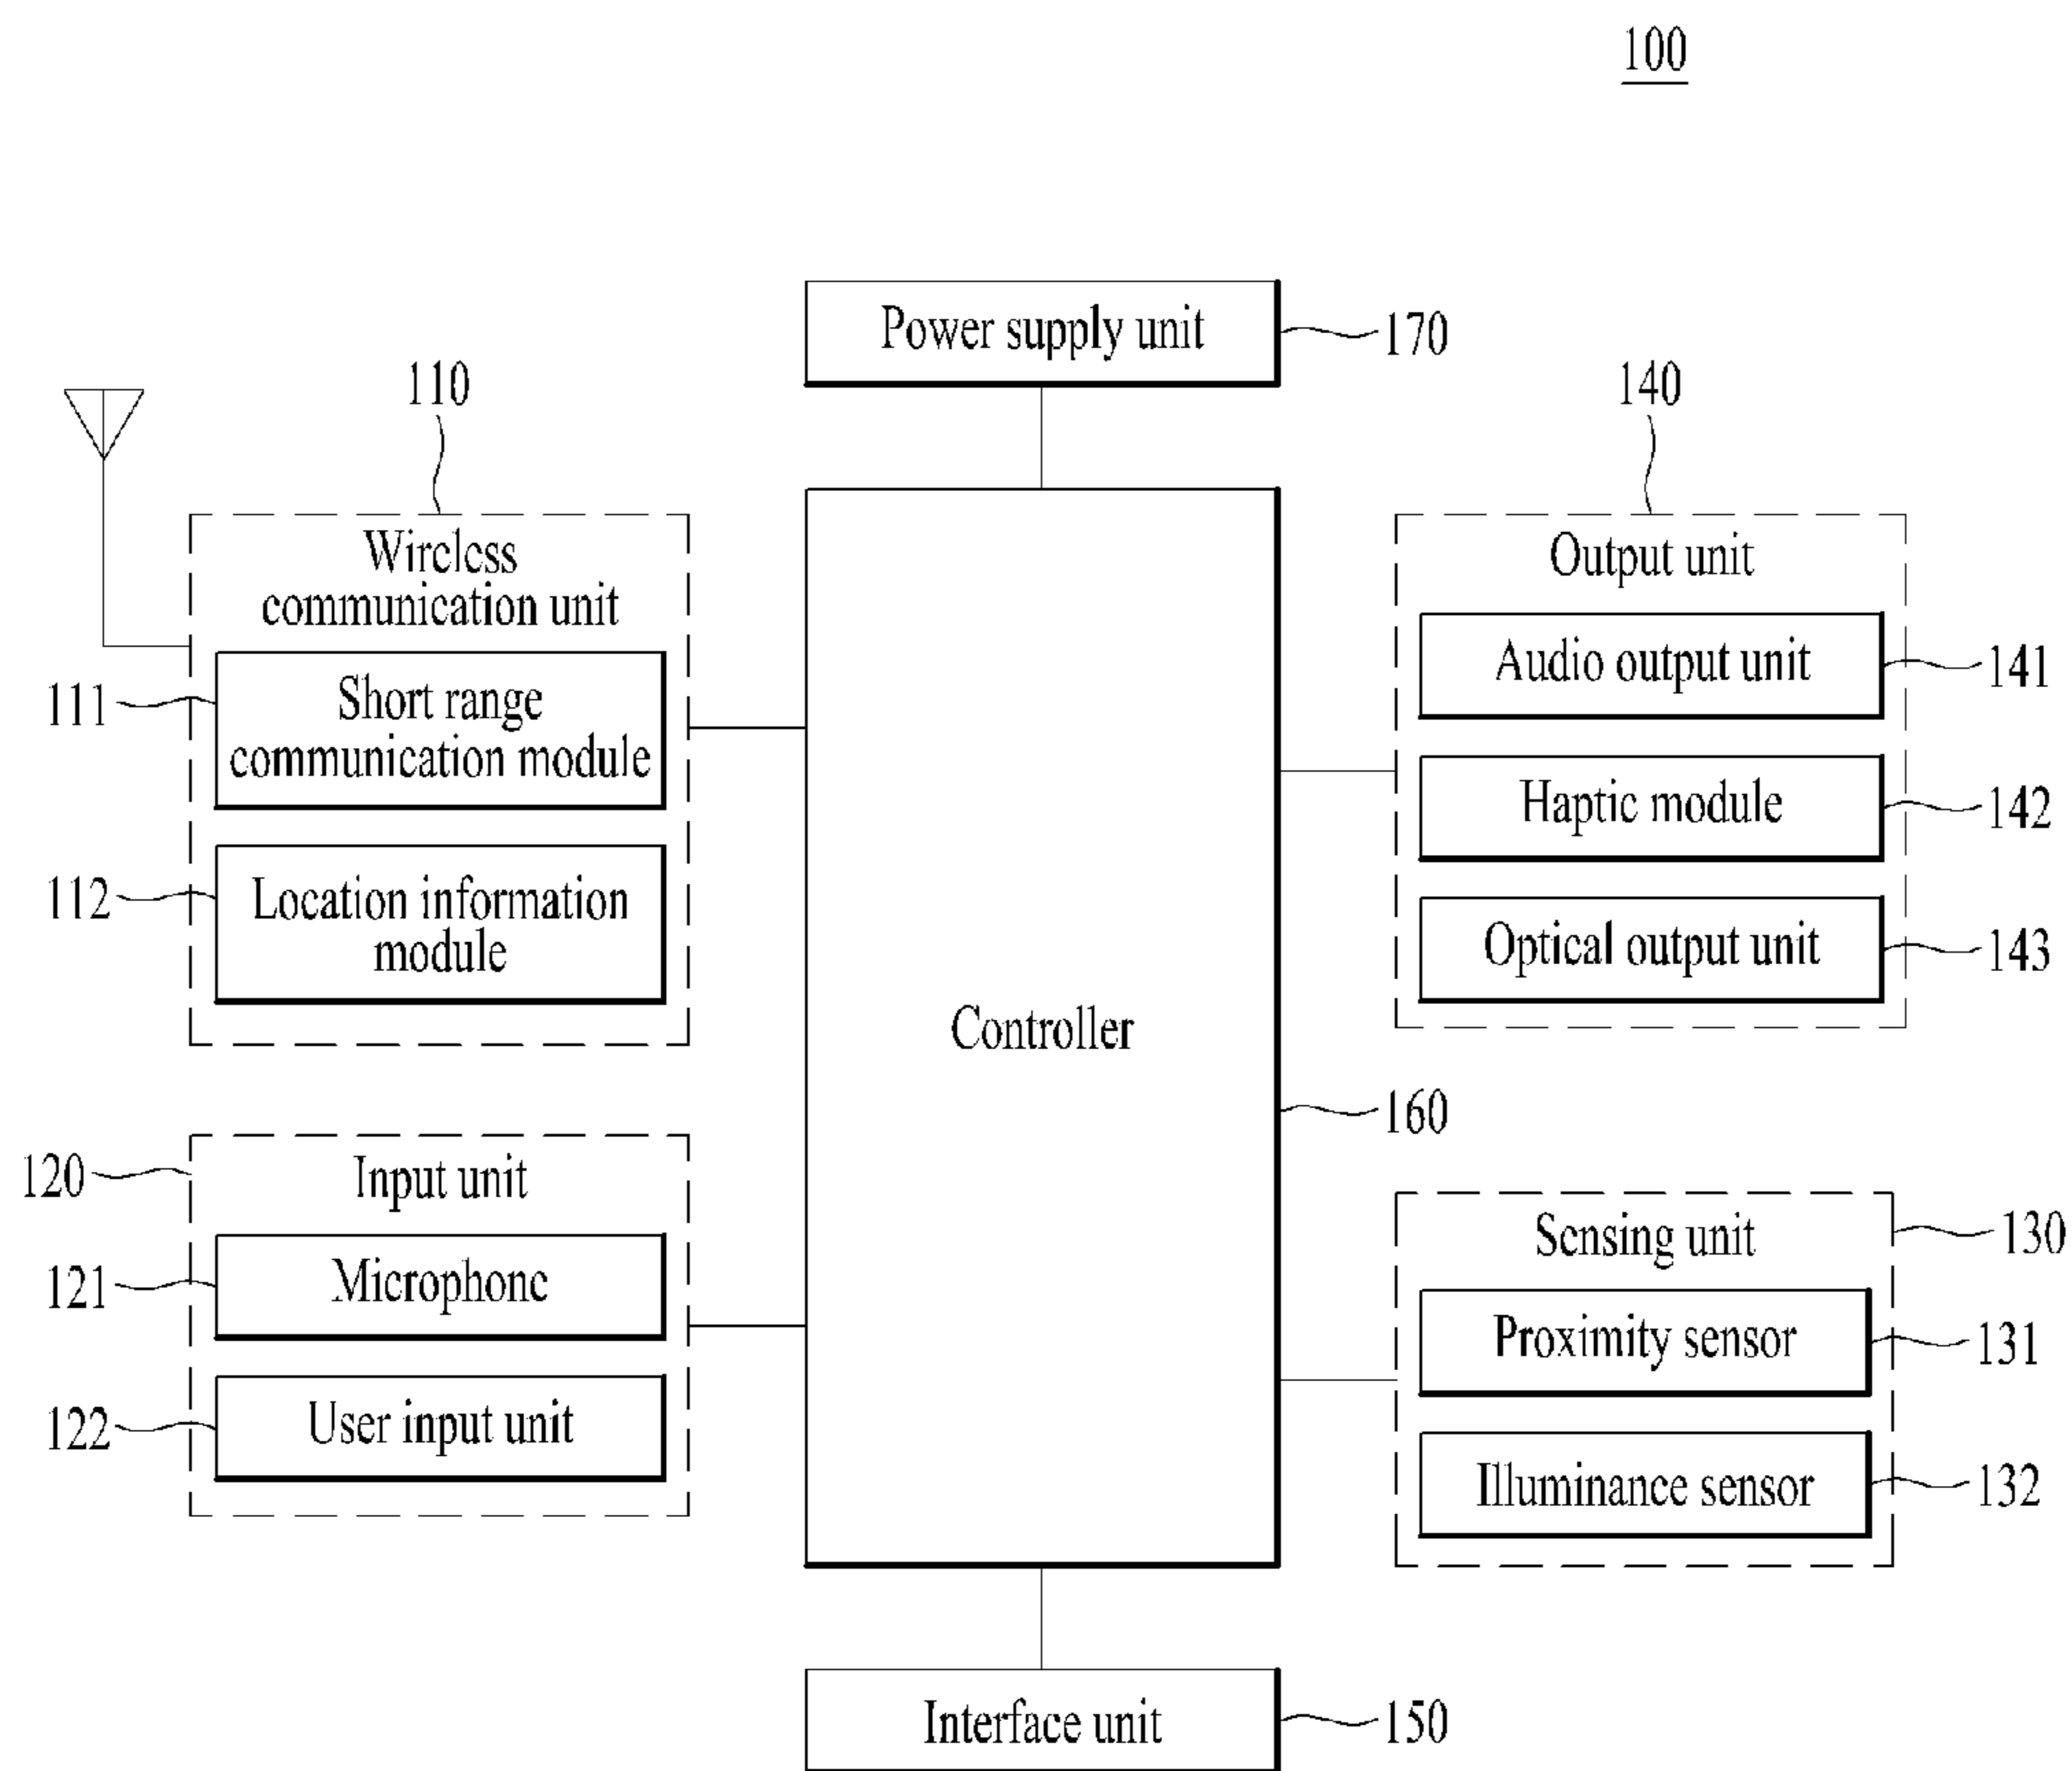 100
Power supply unit
170
110
140
Wireless
communication unit
111
Short range
communication module
112
Location information
module
Output unit
Audio output unit
141
Haptic module
142
Optical output unit
143
Controller
160
120
Input unit
121
Microphone
122
User input unit
Sensing unit
130
Proximity sensor
131
Illuminance sensor
132
Interface unit
150